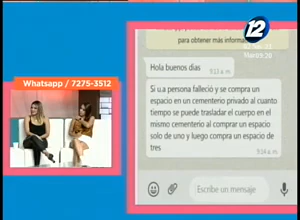 12
para obtener más informac
Hola buenos días
9:13 a. m.
Whatsapp / 7275-3512
Si u.a persona falleció y se compra un
espacio en un cementerio privado al cuanto
tiempo se puede trasladar el cuerpo en el
mismo cementerio al comprar un espacio
solo de uno y luego compra un espacio de
tres
9:14 a. m.
Escribe un mensaje